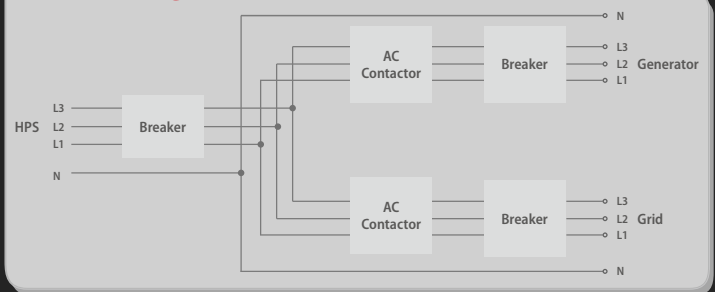 N
L3
AC Contactor
Breaker
L2 Generator
L1
L3
HPS L2
Breaker
L1
N
L3
AC Contactor
Breaker
L2 Grid
L1
N